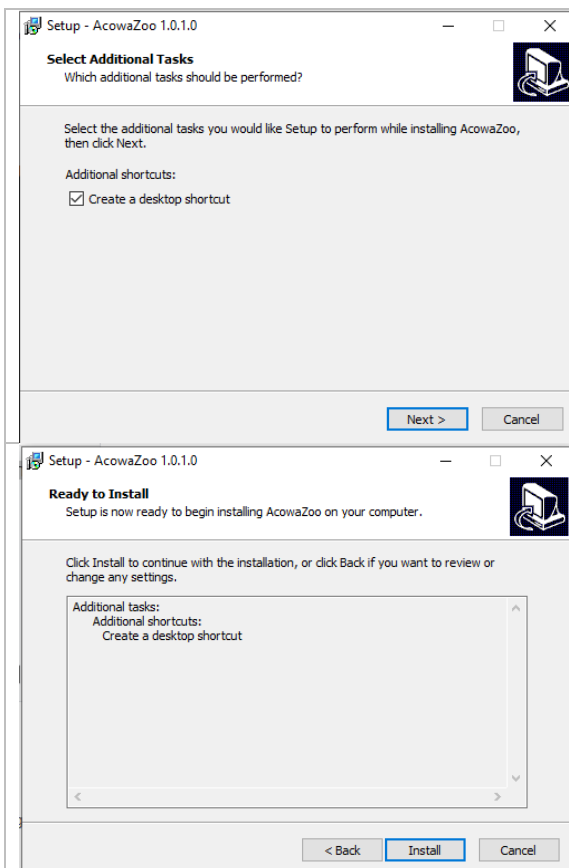 Setup - AcowaZoo 1.0.1.0
Select Additional Tasks
Which additional tasks should be performed?
Select the additional tasks you would like Setup to perform while installing AcowaZoo,
then click Next.
Additional shortcuts:
Create a desktop shortcut
Next >
Cancel
Setup - AcowaZoo 1.0.1.0
Ready to Install
Setup is now ready to begin installing AcowaZoo on your computer.
Click Install to continue with the installation, or click Back if you want to review or
change any settings.
Additional tasks:
Additional shortcuts:
Create a desktop shortcut
< Back
Install
Cancel